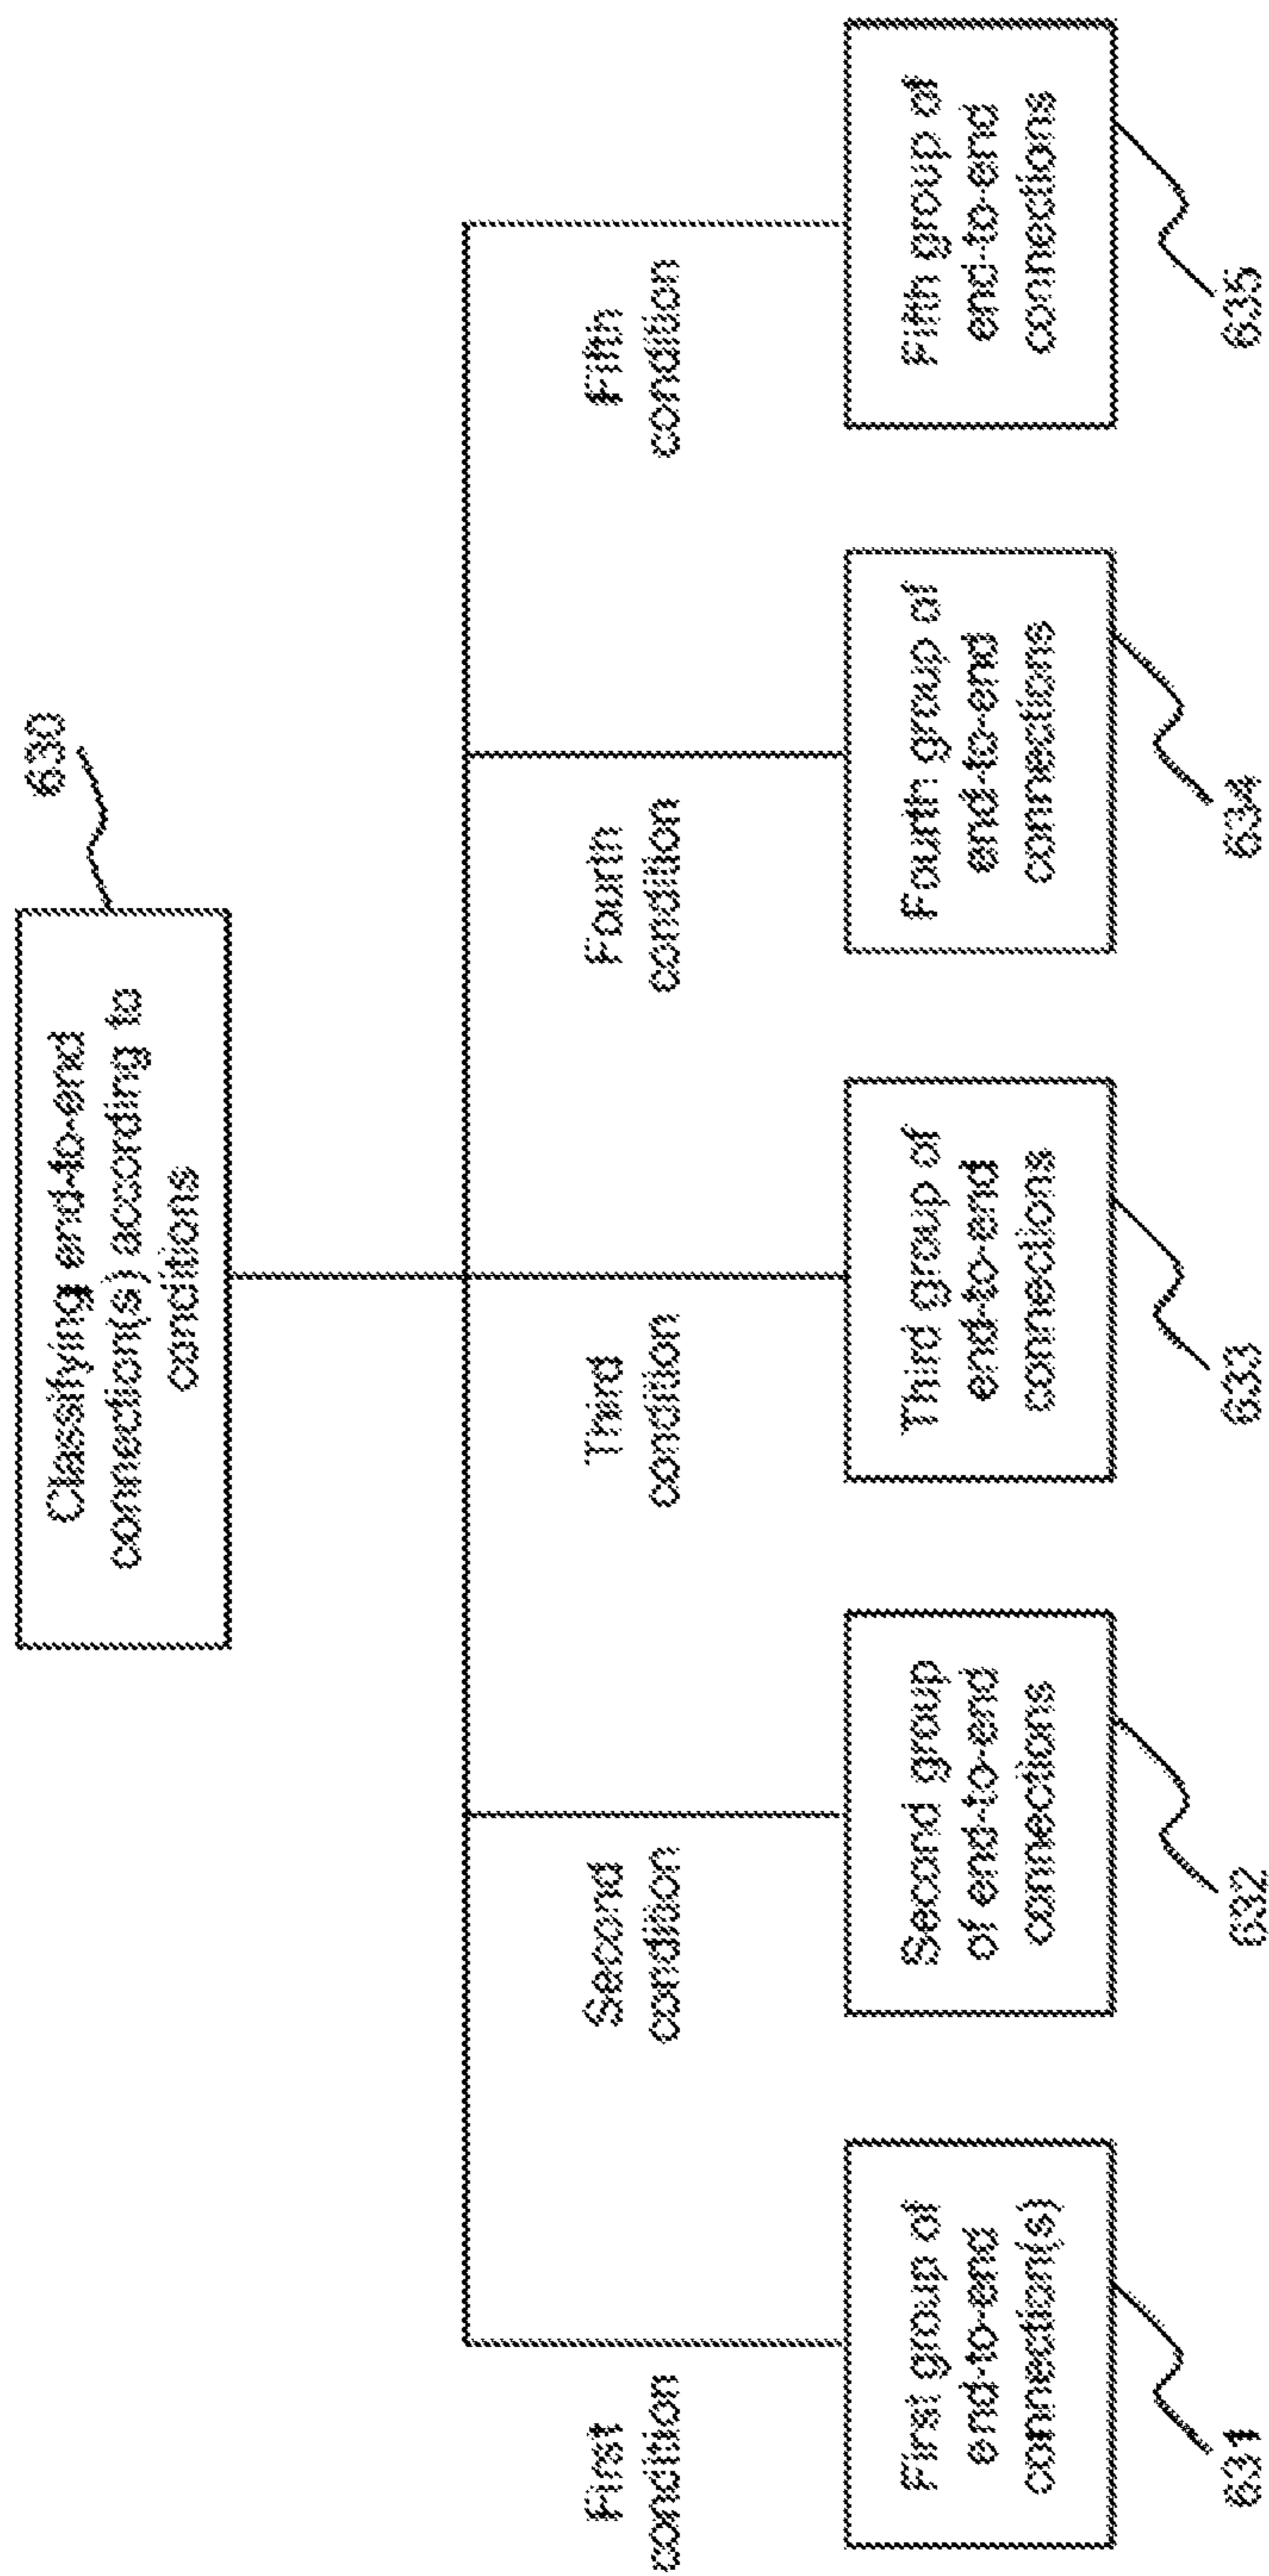 Classifying end-to-end
connection(s) according to
conditions
630
First
condition
Second
condition
Third
condition
Fourth
condition
Fifth
condition
First group of
end-to-end
connection(s)
631
Second group
of end-to-end
connections
632
Third group of
end-to-end
connections
633
Fourth group of
end-to-end
connections
634
Fifth group of
end-to-end
connections
635